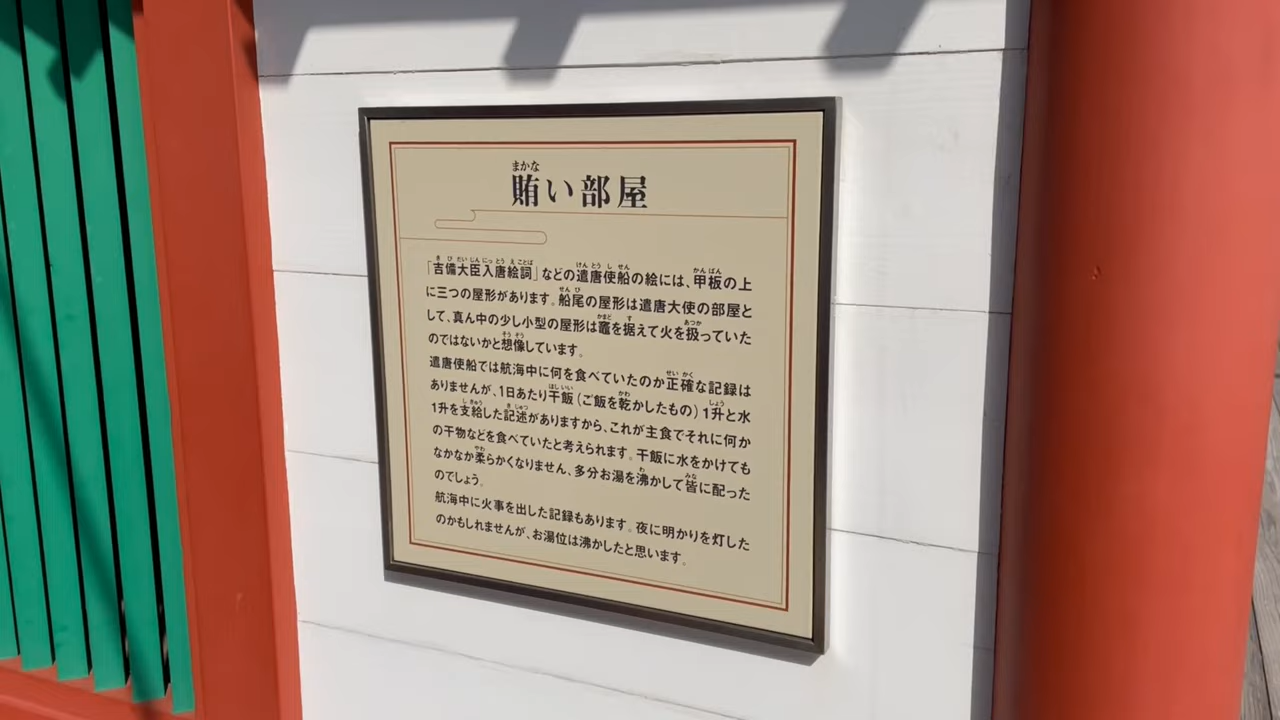 賄い部屋
「吉備大臣入唐絵詞」などの遣唐使船の絵には、甲板の上
に三つの屋形があります。船尾の屋形は遣唐大使の部屋と
して、真ん中の少し小型の屋形は竈を据えて火を扱っていた
のではないかと想像しています。
遣唐使船では航海中に何を食べていたのか正確な記録は
ありませんが、1日あたり干飯(ご飯を乾かしたもの)1升と水
1升を支給した記述がありますから、これが主食でそれに何か
の干物などを食べていたと考えられます。干飯に水をかけても
なかなか柔らかくなりません、多分お湯を沸かして皆に配った
のでしょう。
航海中に火事を出した記録もあります。夜に明かりを灯した
のかもしれませんが、お湯位は沸かしたと思います。